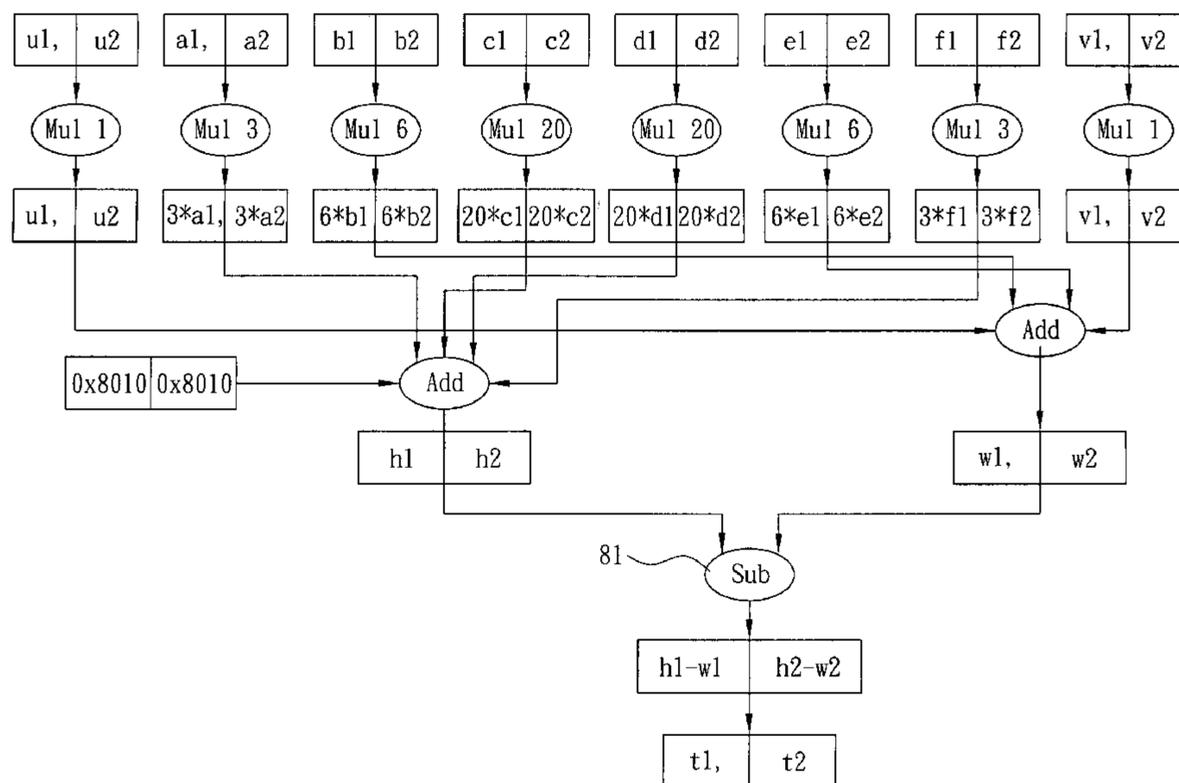 u1, u2 a1, a2 b1 b2 c1 c2 d1 d2 e1 e2 f1 f2 v1, v2
Mul 1 Mul 3 Mul 6 Mul 20 Mul 20 Mul 6 Mul 3 Mul 1
u1, u2 3*a1, 3*a2 6*b1 6*b2 20*c1 20*c2 20*d1 20*d2 6*e1 6*e2 3*f1 3*f2 v1, v2
Add
0x8010 0x8010 Add
h1 h2 w1, w2
81 Sub
h1-w1 h2-w2
t1, t2